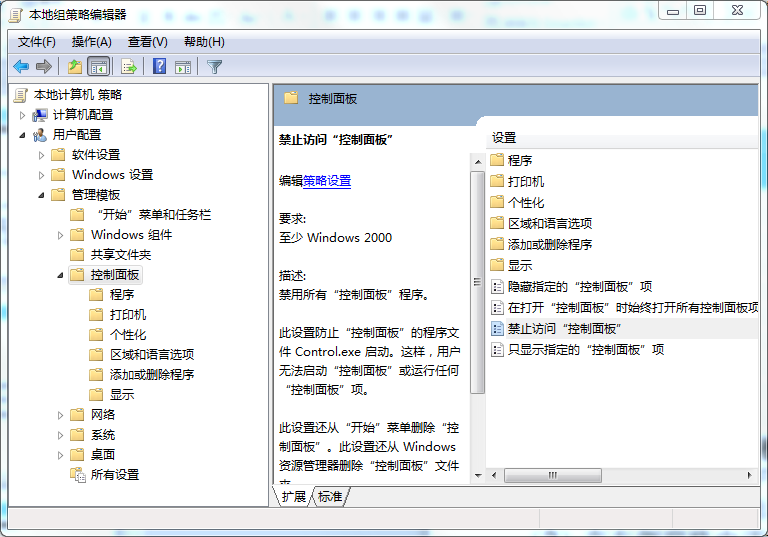 本地组策略编辑器
文件(F) 操作(A) 查看(V) 帮助(H)
本地计算机 策略
计算机配置
用户配置
软件设置
Windows 设置
管理模板
“开始”菜单和任务栏
Windows 组件
共享文件夹
控制面板
程序
打印机
个性化
区域和语言选项
添加或删除程序
显示
网络
系统
桌面
所有设置
控制面板
禁止访问“控制面板”
编辑策略设置
要求:
至少 Windows 2000
描述:
禁用所有“控制面板”程序。
此设置防止“控制面板”的程序文
件 Control.exe 启动。这样，用户
无法启动“控制面板”或运行任何
“控制面板”项。
此设置还从“开始”菜单删除“控
制面板”。此设置还从 Windows
资源管理器删除“控制面板”文件
设置
程序
打印机
个性化
区域和语言选项
添加或删除程序
显示
隐藏指定的“控制面板”项
在打开“控制面板”时始终打开所有控制面板项
禁止访问“控制面板”
只显示指定的“控制面板”项
扩展 标准